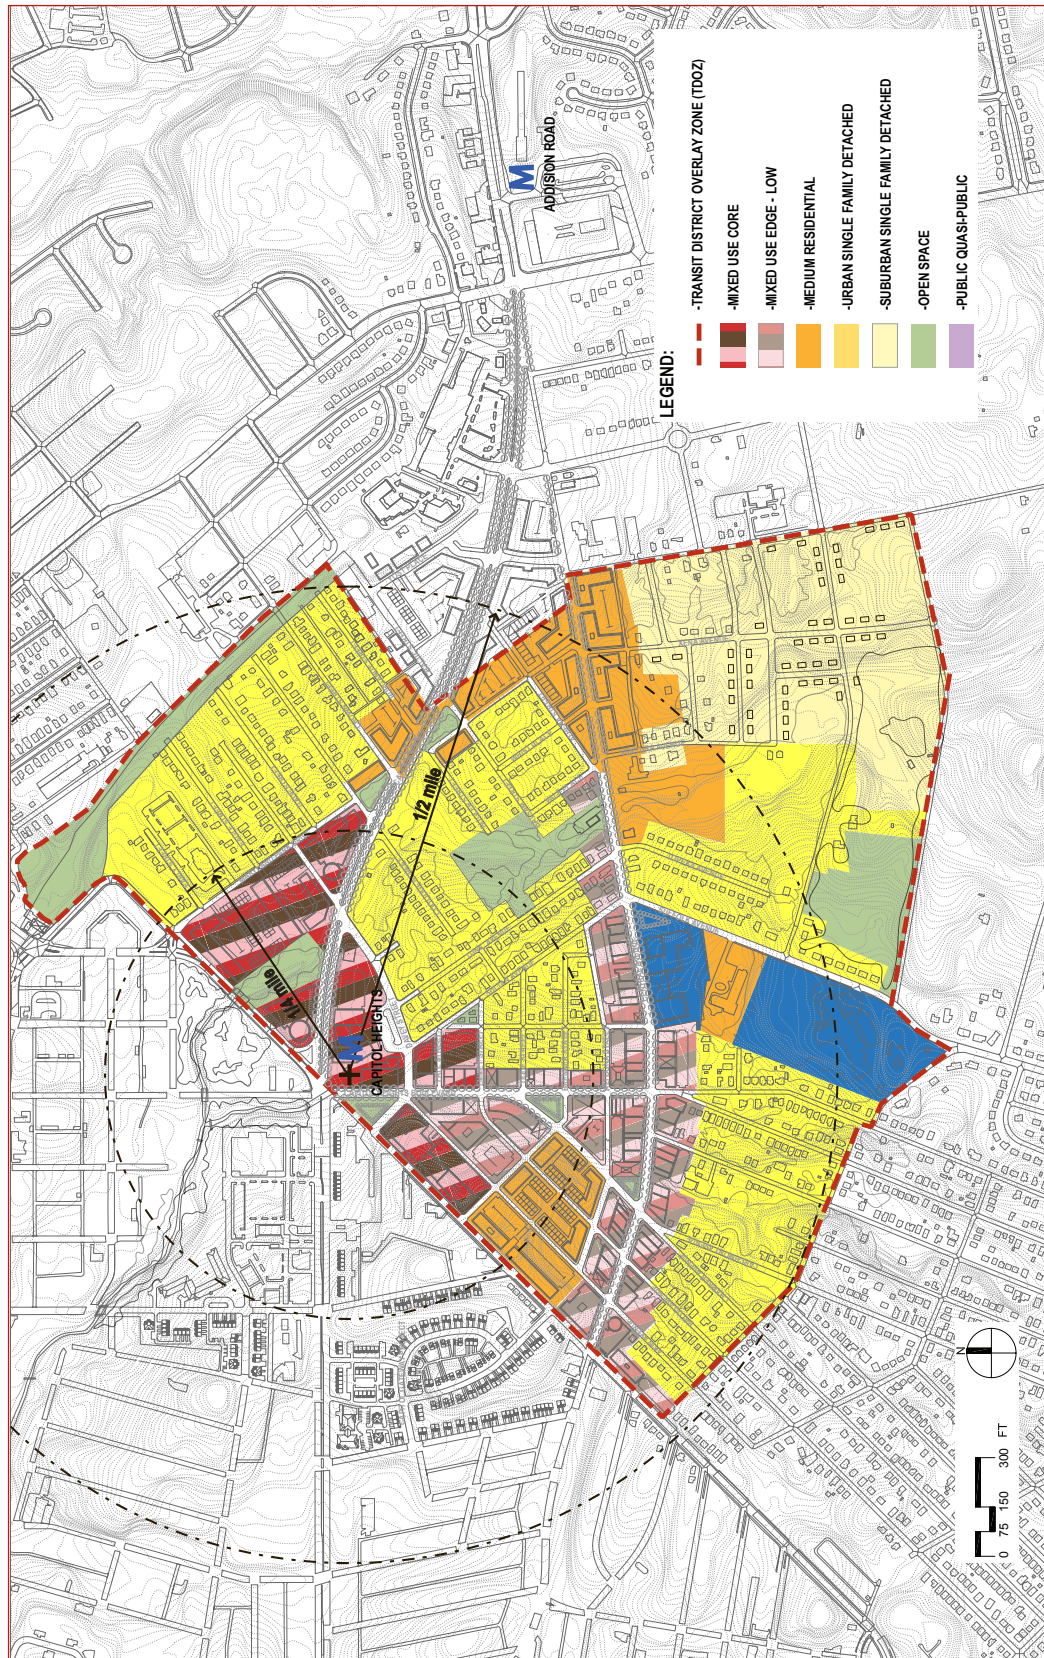 M
ADDISION ROAD
1/2 mile
1/4 mile
M
CAPITOL HEIGHTS
LEGEND:
-TRANSIT DISTRICT OVERLAY ZONE (TDOZ)
-MIXED USE CORE
-MIXED USE EDGE - LOW
-MEDIUM RESIDENTIAL
-URBAN SINGLE FAMILY DETACHED
-SUBURBAN SINGLE FAMILY DETACHED
-OPEN SPACE
-PUBLIC QUASI-PUBLIC
N
0 75 150 300 FT